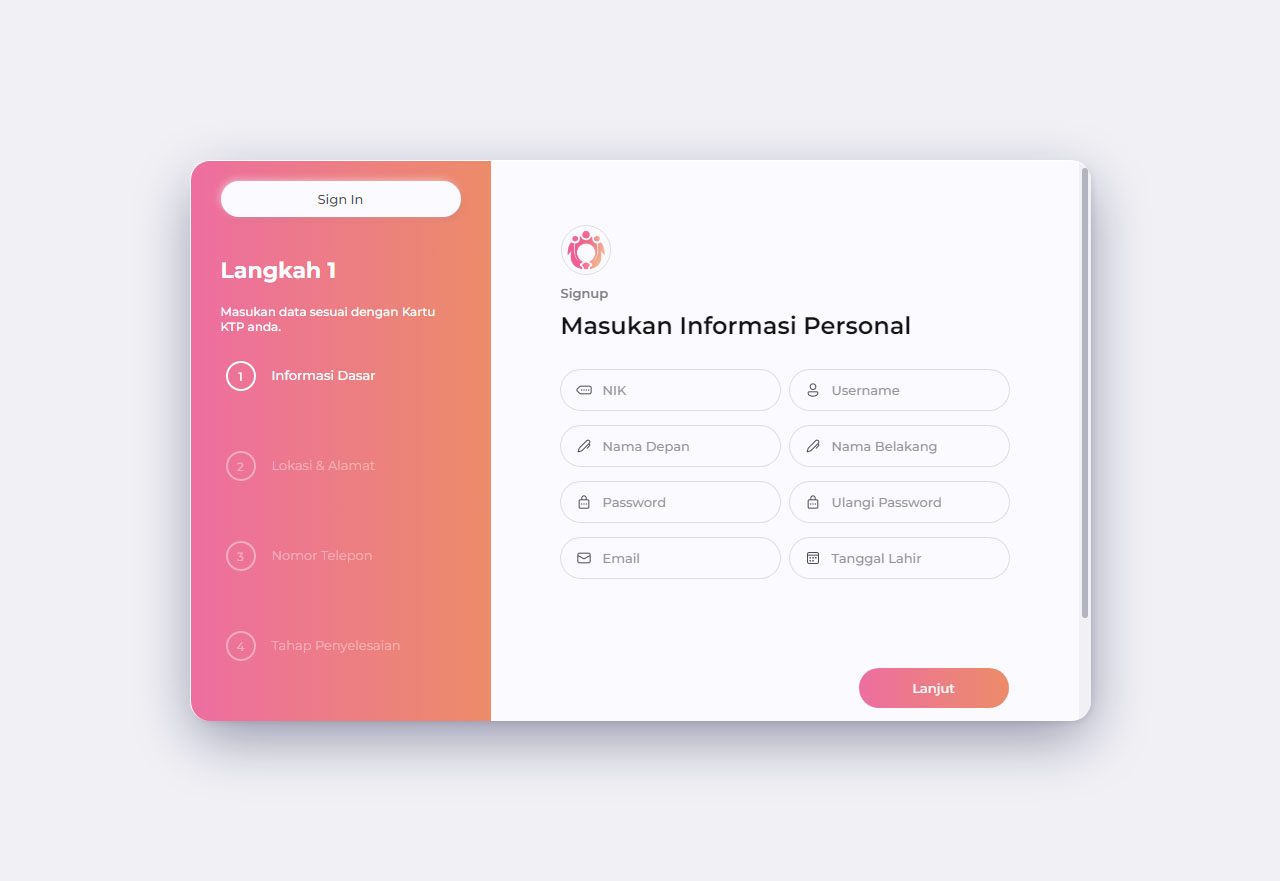 Sign In
Langkah 1
Masukan data sesuai dengan Kartu
KTP anda.
1 Informasi Dasar
2 Lokasi & Alamat
3 Nomor Telepon
4 Tahap Penyelesaian
Signup
Masukan Informasi Personal
NIK
Username
Nama Depan
Nama Belakang
Password
Ulangi Password
Email
Tanggal Lahir
Lanjut